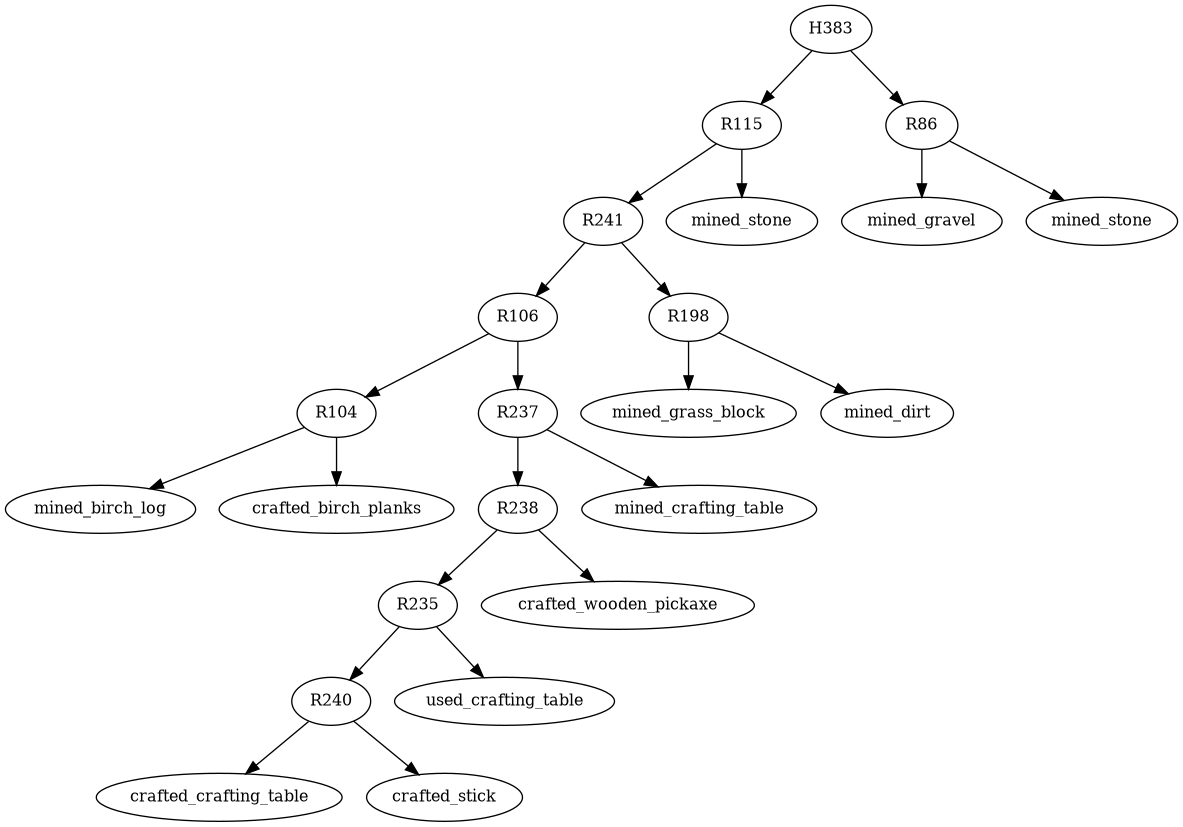 H383
R115
R86
R241
mined_stone
mined_gravel
mined_stone
R106
R198
R104
R237
mined_grass_block
mined_dirt
mined_birch_log
crafted_birch_planks
R238
mined_crafting_table
R235
crafted_wooden_pickaxe
R240
used_crafting_table
crafted_crafting_table
crafted_stick